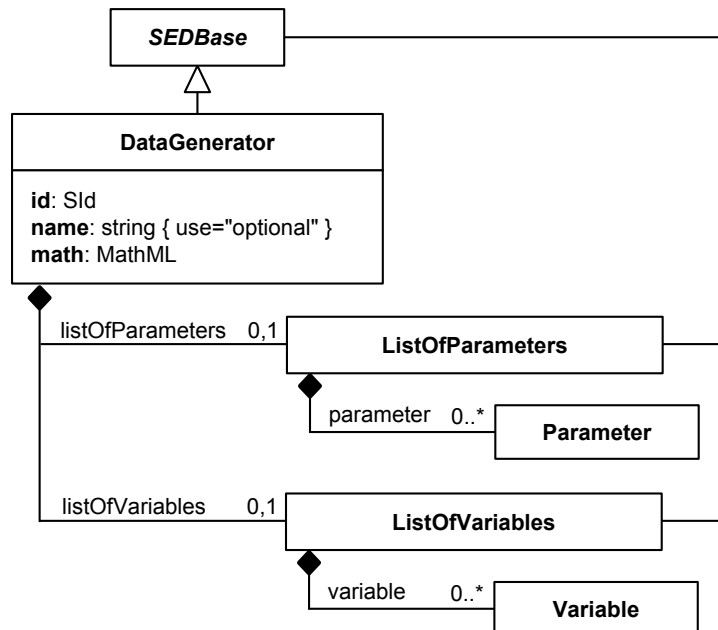 SEDBase
DataGenerator
id: SId
name: string { use="optional" }
math: MathML
listOfParameters 0,1
ListOfParameters
parameter 0..*
Parameter
listOfVariables 0,1
ListOfVariables
variable 0..*
Variable